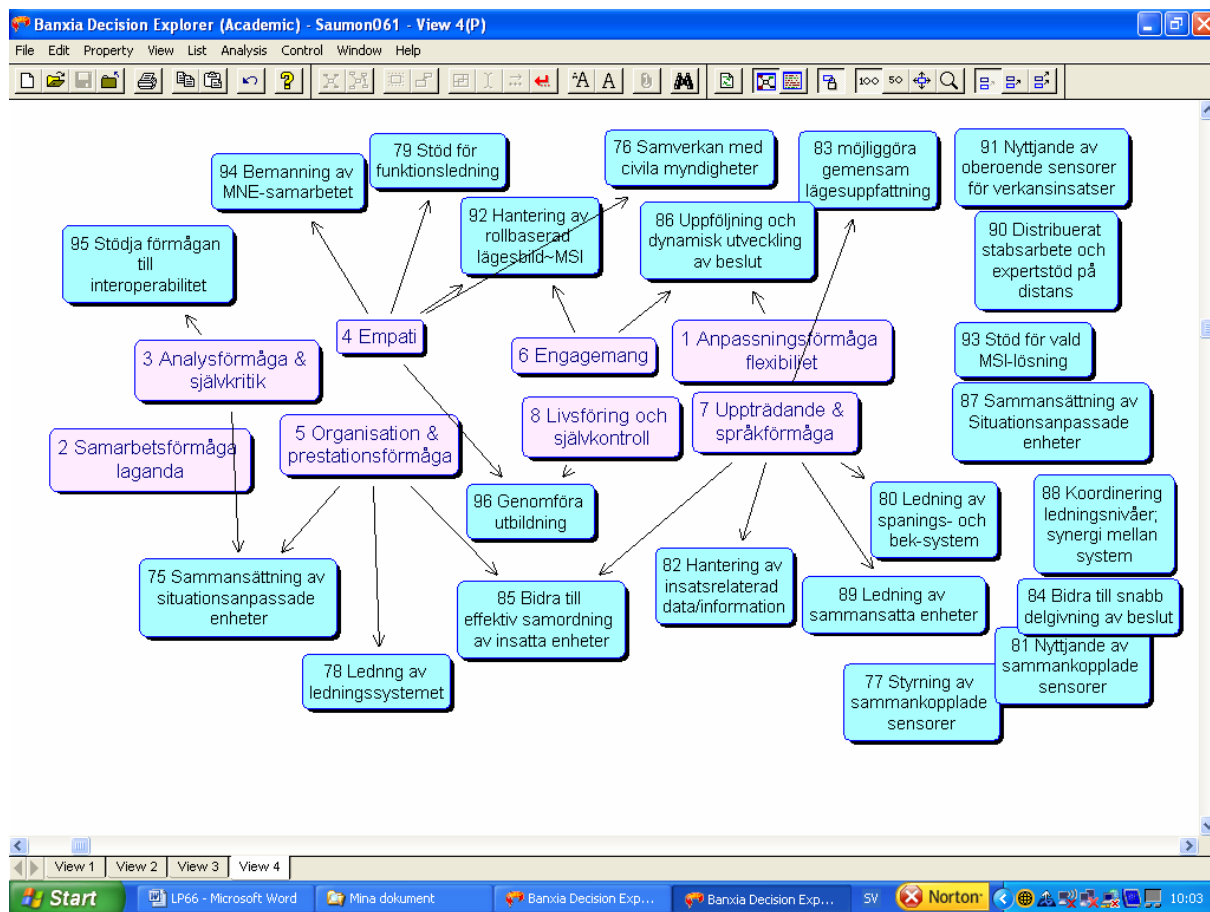 Banxia Decision Explorer (Academic) - Saumon061 - View 4(P)
File Edit Property View List Analysis Control Window Help
100 50
94 Bemanning av
MNE-samarbetet
79 Stöd för
funktionsledning
76 Samverkan med
civila myndigheter
83 möjliggöra
gemensam
lägesuppfattning
91 Nyttjande av
oberoende sensorer
för verkansinsatser
95 Stödja förmågan
till
interoperabilitet
92 Hantering av
rollbaserad
lägesbild~MSI
86 Uppföljning och
dynamisk utveckling
av beslut
90 Distribuerat
stabsarbete och
expertstöd på
distans
3 Analysförmåga &
självkritik
4 Empati
6 Engagemang
1 Anpassningsförmåga
flexibiliet
93 Stöd för vald
MSI-lösning
2 Samarbetsförmåga
laganda
5 Organisation &
prestationsförmåga
8 Livsföring och
självkontroll
7 Uppträdande &
språkförmåga
87 Sammansättning av
Situationsanpassade
enheter
96 Genomföra
utbildning
80 Ledning av
spanings- och
bek-system
88 Koordinering
ledningsnivåer;
synergi mellan
system
75 Sammansättning av
situationsanpassade
enheter
85 Bidra till
effektiv samordning
av insatta enheter
82 Hantering av
insatsrelaterad
data/information
89 Ledning av
sammansatta enheter
84 Bidra till snabb
delgivning av beslut
78 Lednng av
ledningssystemet
77 Styrning av
sammankopplade
sensorer
81 Nyttjande av
sammankopplade
sensorer
View 1 View 2 View 3 View 4
Start LP66 - Microsoft Word Mina dokument Banxia Decision Exp... Banxia Decision Exp... SV Norton 10:03